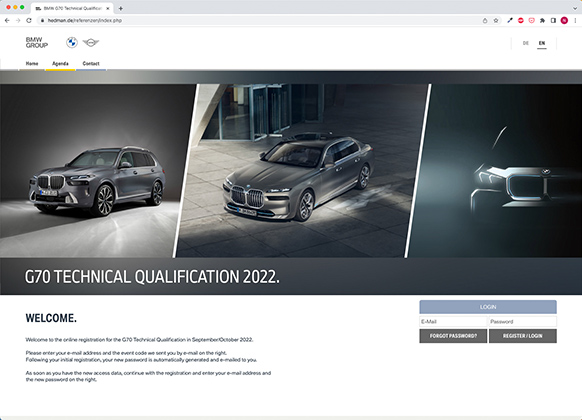 BMW G70 Technical Qualificati
hedman.de/referenzen/index.php
BMW
GROUP
DE EN
Home Agenda Contact
G70 TECHNICAL QUALIFICATION 2022.
WELCOME.
Welcome to the online registration for the G70 Technical Qualification in September/October 2022.
Please enter your e-mail address and the event code we sent you by e-mail on the right.
Following your initial registration, your new password is automatically generated and e-mailed to you.
As soon as you have the new access data, continue with the registration and enter your e-mail address and
the new password on the right.
LOGIN
E-Mail Password
FORGOT PASSWORD? REGISTER / LOGIN